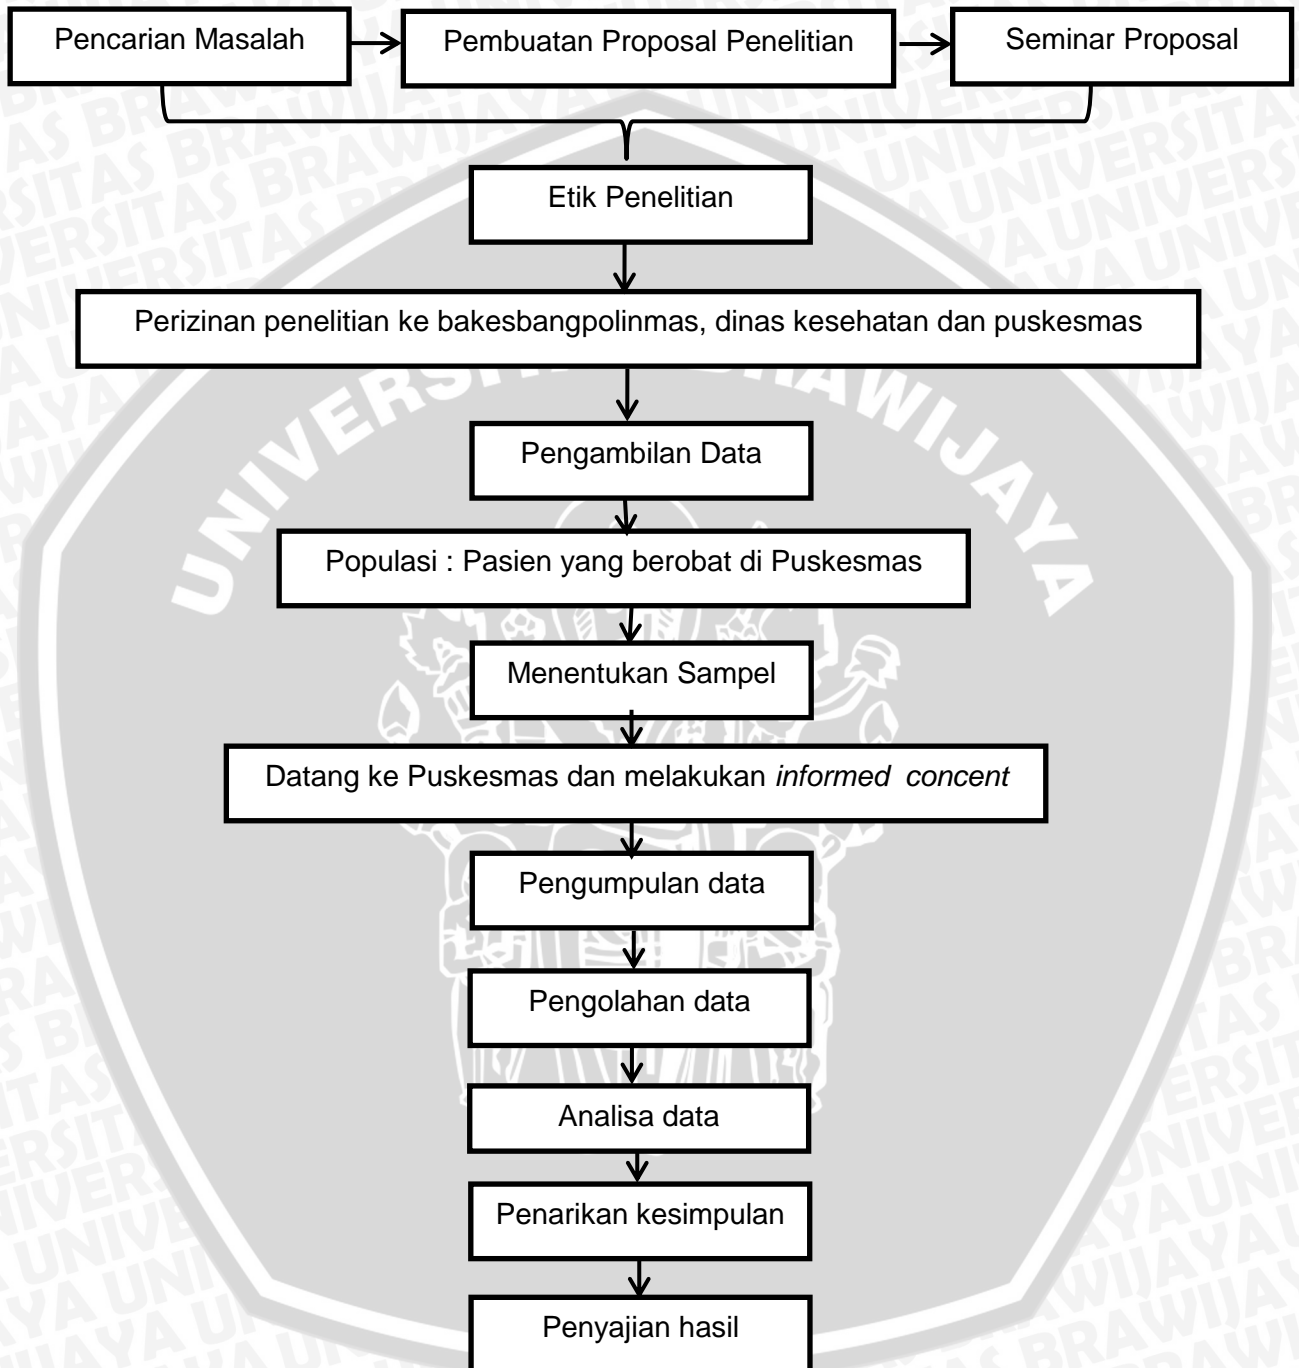 Pencarian Masalah
Pembuatan Proposal Penelitian
Seminar Proposal
Etik Penelitian
Perizinan penelitian ke bakesbangpolinmas, dinas kesehatan dan puskesmas
UNIVERSITAS BRAWIJAYA
Pengambilan Data
Populasi : Pasien yang berobat di Puskesmas
Menentukan Sampel
Datang ke Puskesmas dan melakukan informed concent
Pengumpulan data
Pengolahan data
Analisa data
Penarikan kesimpulan
Penyajian hasil